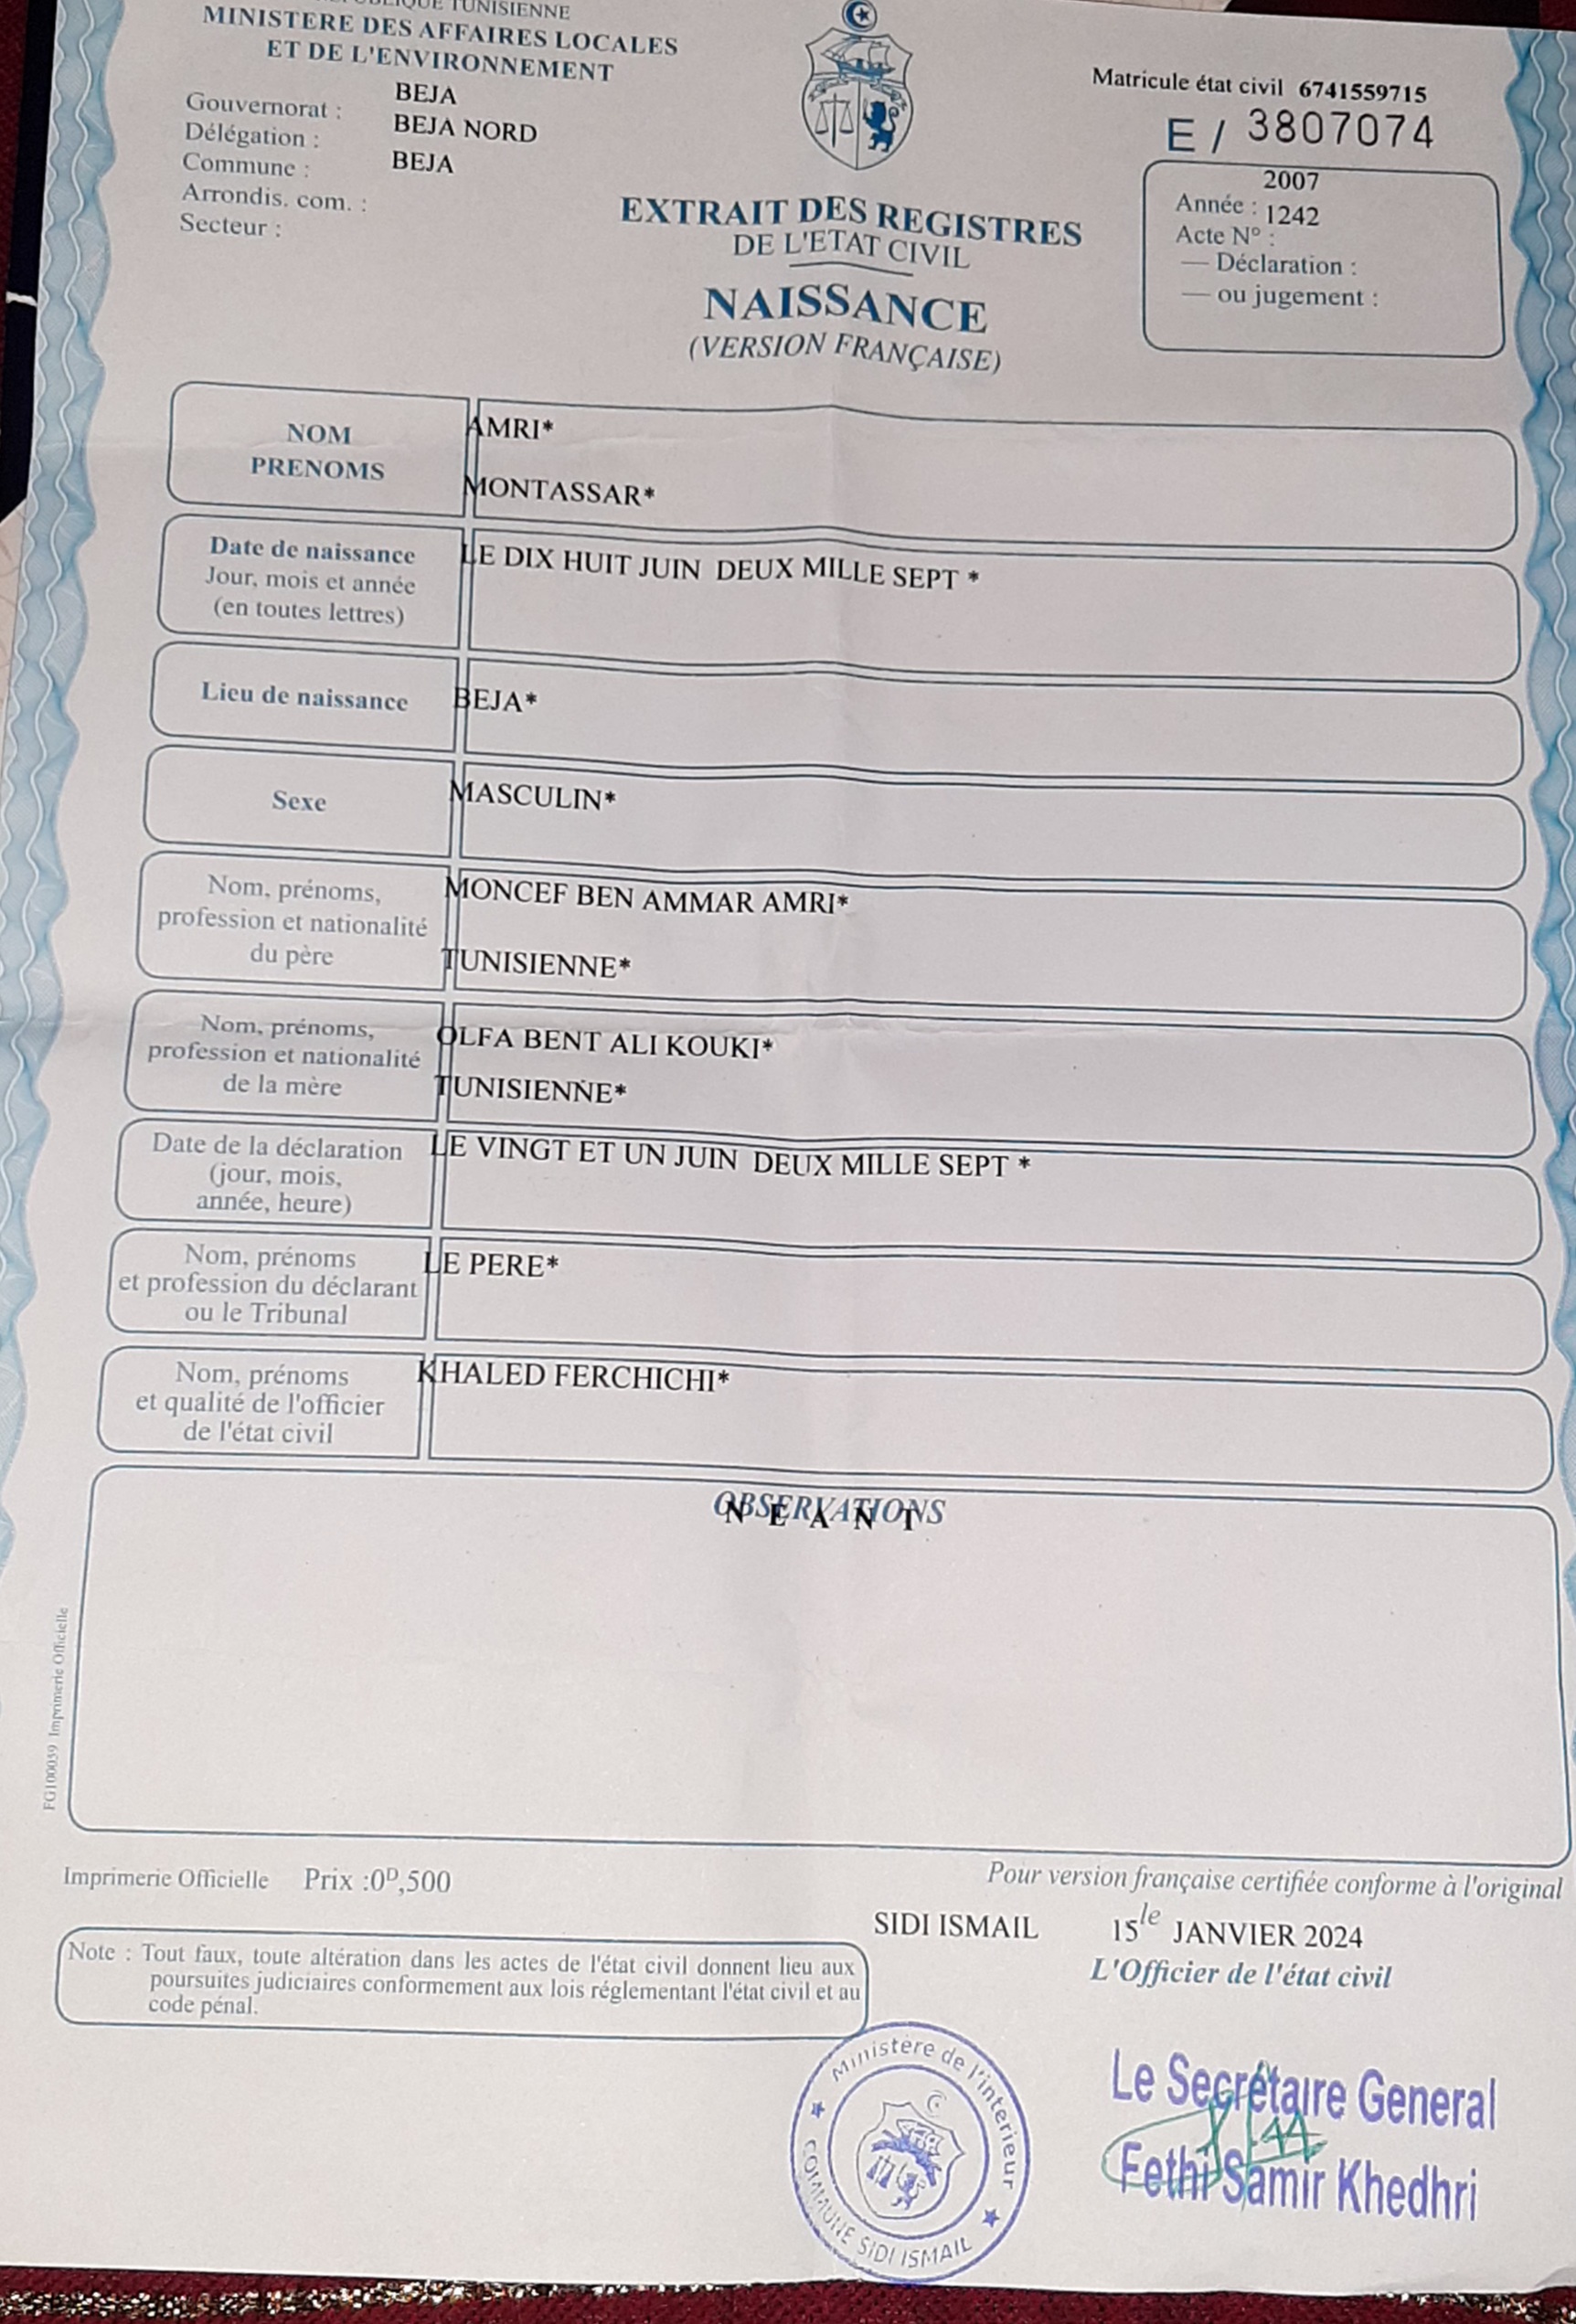 TUNISIENNE
MINISTERE DES AFFAIRES LOCALES
ET DE L'ENVIRONNEMENT
Gouvernorat : BEJA
Délégation : BEJA NORD
Commune : BEJA
Arrondis. com. :
Secteur :
Matricule état civil 6741559715
E / 3807074
2007
Année :
1242
Acte N° :
— Déclaration :
— ou jugement :
EXTRAIT DES REGISTRES
DE L'ETAT CIVIL
NAISSANCE
(VERSION FRANÇAISE)
NOM
PRENOMS
AMRI*
MONTASSAR*
Date de naissance
Jour, mois et année
(en toutes lettres)
LE DIX HUIT JUIN DEUX MILLE SEPT *
Lieu de naissance
BEJA*
Sexe
MASCULIN*
Nom, prénoms,
profession et nationalité
du père
MONCEF BEN AMMAR AMRI*
TUNISIENNE*
Nom, prénoms,
profession et nationalité
de la mère
OLFA BENT ALI KOUKI*
TUNISIENNE*
Date de la déclaration
(jour, mois,
année, heure)
LE VINGT ET UN JUIN DEUX MILLE SEPT *
Nom, prénoms
et profession du déclarant
ou le Tribunal
LE PERE*
Nom, prénoms
et qualité de l'officier
de l'état civil
KHALED FERCHICHI*
OBSERVATIONS
N E A N T
FG100059 Imprimerie Officielle
Imprimerie Officielle Prix :0ᴰ,500
Pour version française certifiée conforme à l'original
SIDI ISMAIL 15 le JANVIER 2024
L'Officier de l'état civil
Note : Tout faux, toute altération dans les actes de l'état civil donnent lieu aux
poursuites judiciaires conformement aux lois réglementant l'état civil et au
code pénal.
Ministère de l'interieur
COMMUNE SIDI ISMAIL
Le Secrétaire General
Fethi Samir Khedhri